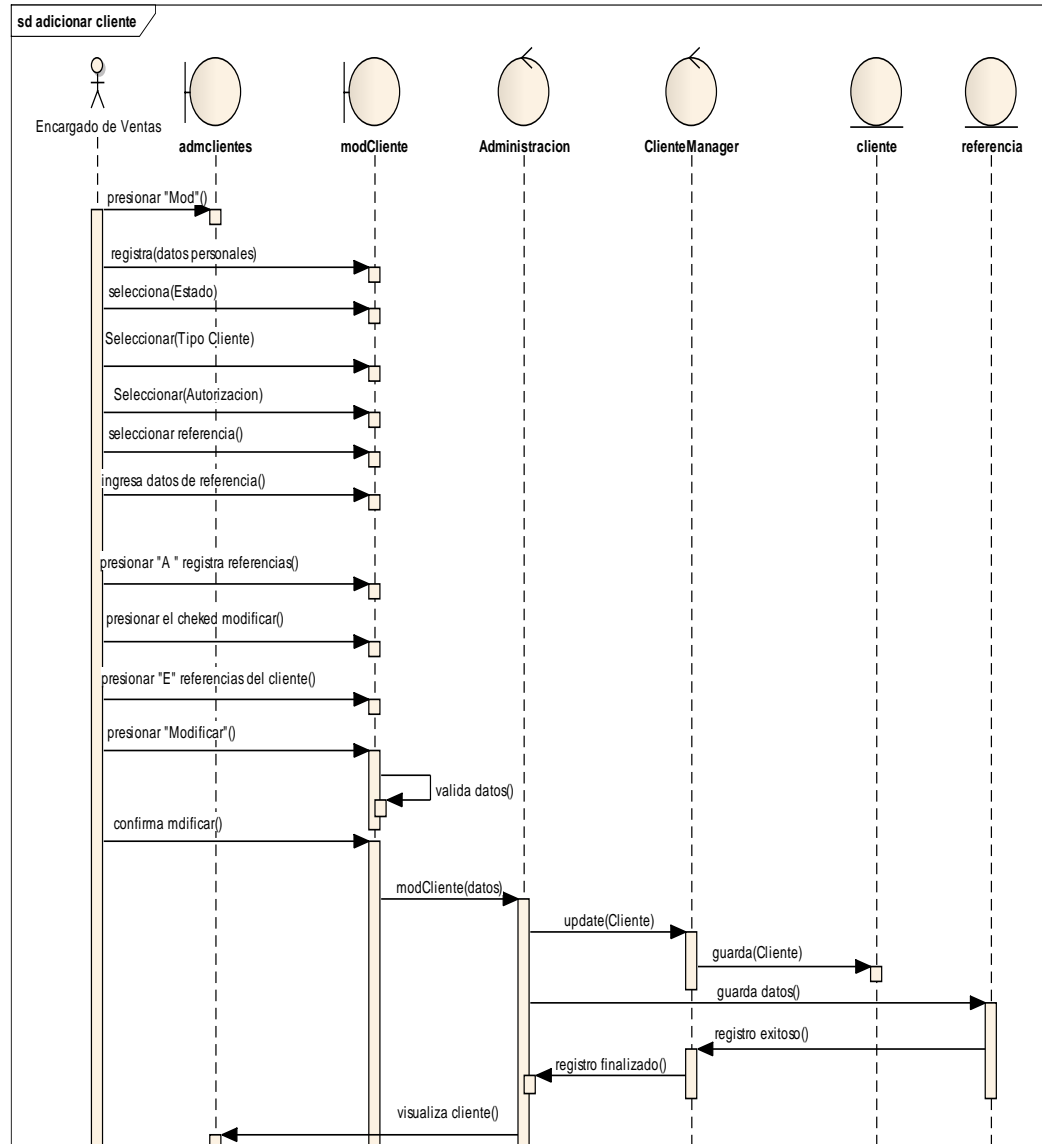 sd adicionar cliente
Encargado de Ventas
admclientes
modCliente
Administracion
ClienteManager
cliente
referencia
presionar "Mod"()
registra(datos personales)
selecciona(Estado)
Seleccionar(Tipo Cliente)
Seleccionar(Autorizacion)
seleccionar referencia()
ingresa datos de referencia()
presionar "A " registra referencias()
presionar el cheked modificar()
presionar "E" referencias del cliente()
presionar "Modificar"()
valida datos()
confirma mdificar()
modCliente(datos)
update(Cliente)
guarda(Cliente)
guarda datos()
registro exitoso()
registro finalizado()
visualiza cliente()